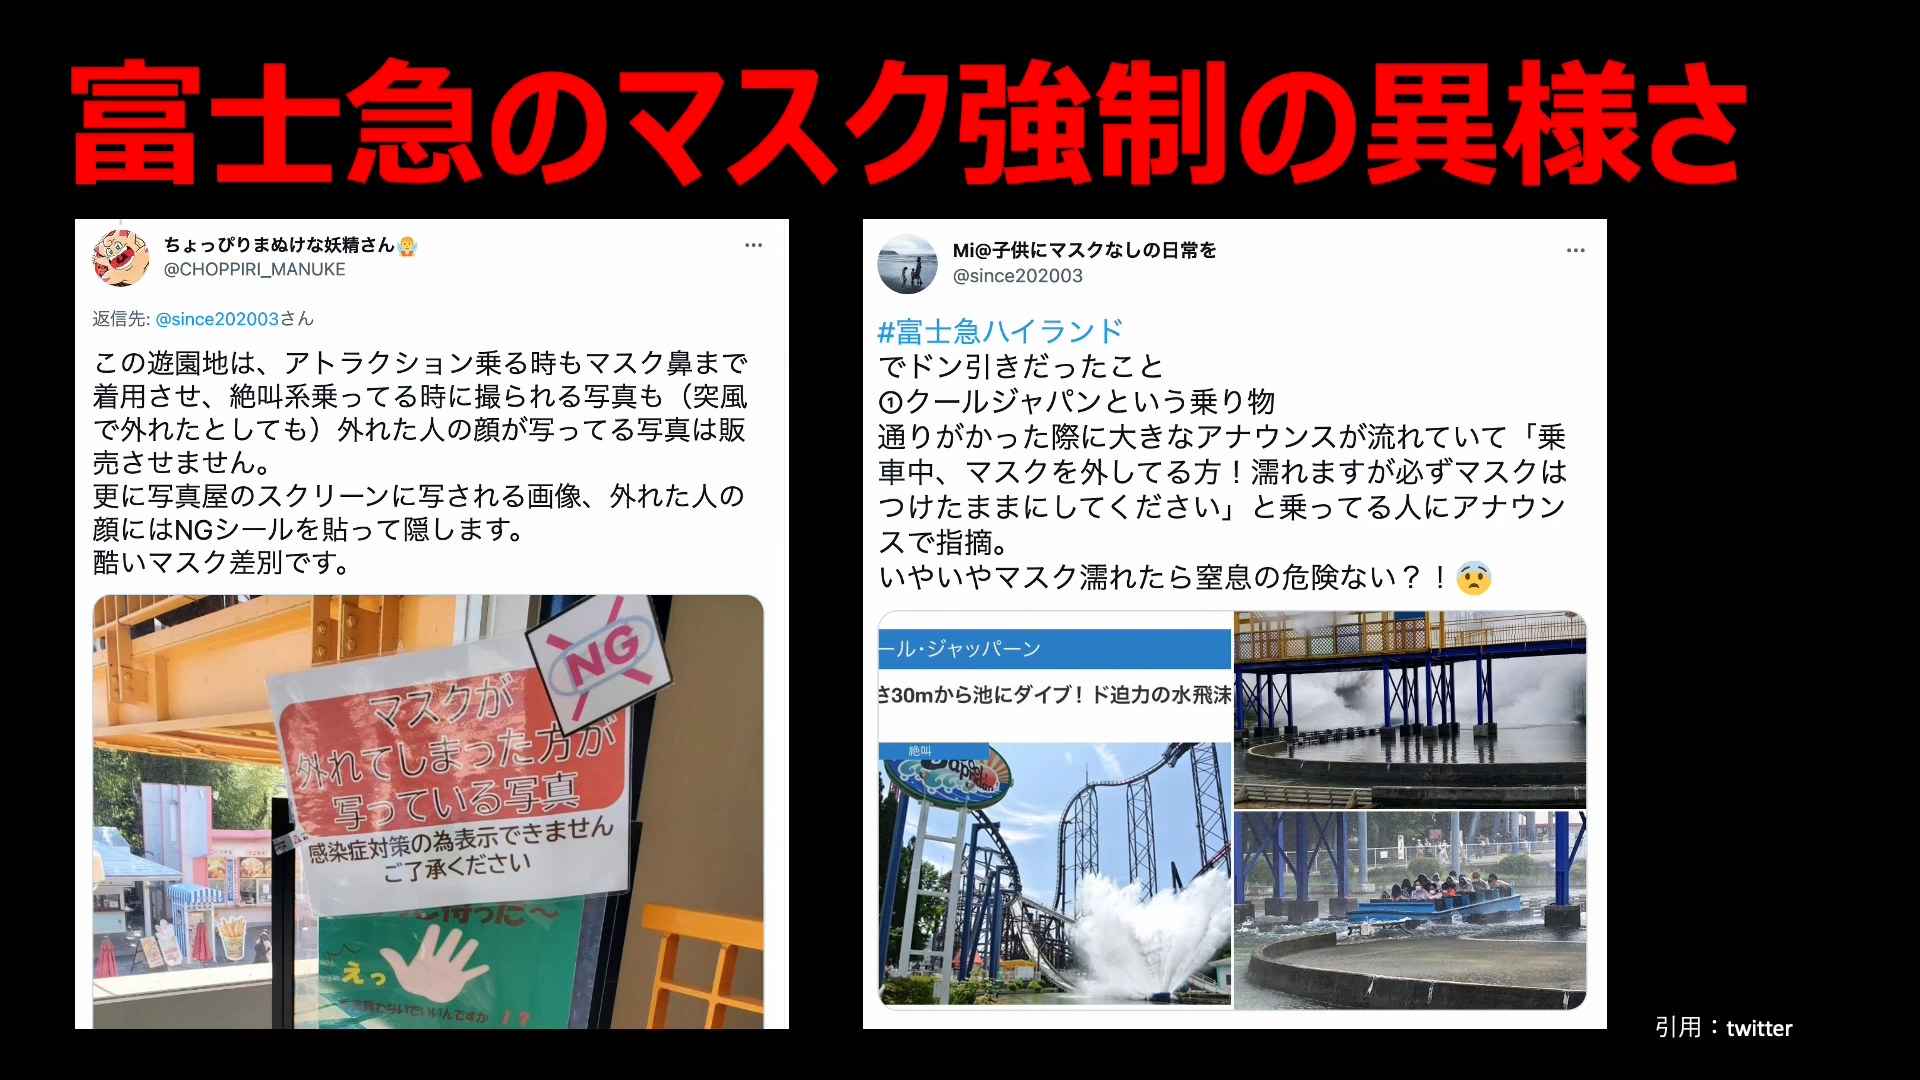 富士急のマスク強制の異様さ
ちょっぴりまぬけな妖精さん
@CHOPPIRI_MANUKE
返信先: @since202003さん
この遊園地は、アトラクション乗る時もマスク鼻まで
着用させ、絶叫系乗ってる時に撮られる写真も（突風
で外れたとしても）外れた人の顔が写ってる写真は販
売させません。
更に写真屋のスクリーンに写される画像、外れた人の
顔にはNGシールを貼って隠します。
酷いマスク差別です。
NG
マスクが
外れてしまった方が
写っている写真
感染症対策の為表示できません
ご了承ください
えっ
Mi@子供にマスクなしの日常を
@since202003
#富士急ハイランド
でドン引きだったこと
①クールジャパンという乗り物
通りがかった際に大きなアナウンスが流れていて「乗
車中、マスクを外してる方！濡れますが必ずマスクは
つけたままにしてください」と乗ってる人にアナウン
スで指摘。
いやいやマスク濡れたら窒息の危険ない？！
ール・ジャッパーン
さ30mから池にダイブ！ド迫力の水飛沫
絶叫
引用：twitter